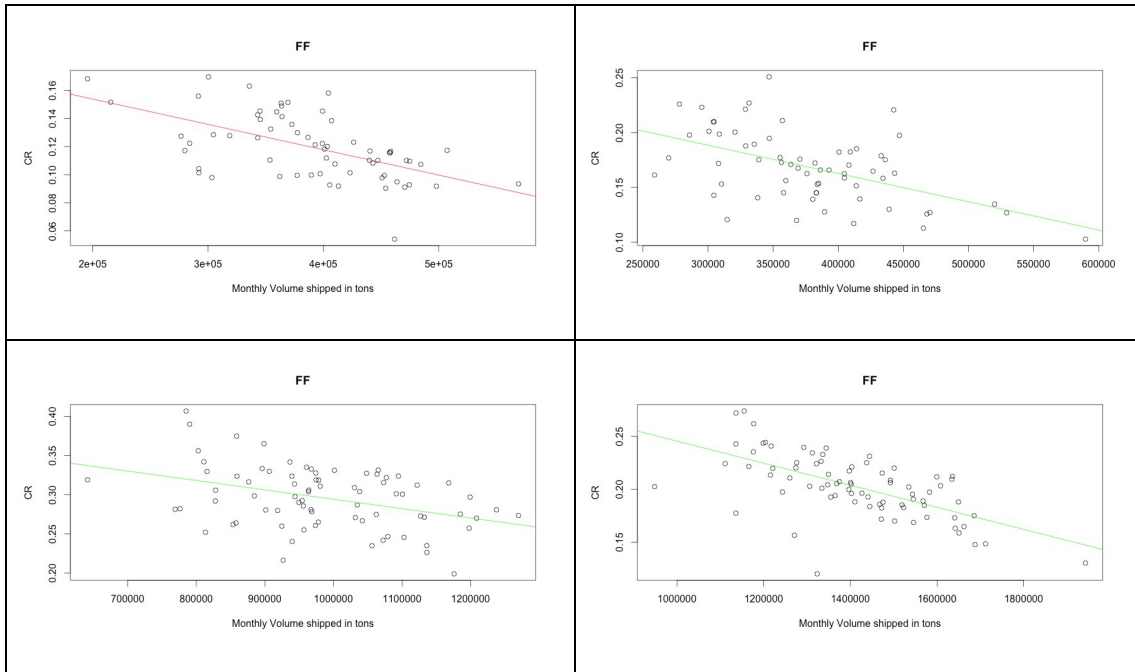 FF
CR
0.16
0.14
0.12
0.10
0.08
0.06
2e+05 3e+05 4e+05 5e+05
Monthly Volume shipped in tons
FF
CR
0.25
0.20
0.15
0.10
250000 300000 350000 400000 450000 500000 550000 600000
Monthly Volume shipped in tons
FF
CR
0.40
0.35
0.30
0.25
0.20
700000 800000 900000 1000000 1100000 1200000
Monthly Volume shipped in tons
FF
CR
0.25
0.20
0.15
1000000 1200000 1400000 1600000 1800000
Monthly Volume shipped in tons